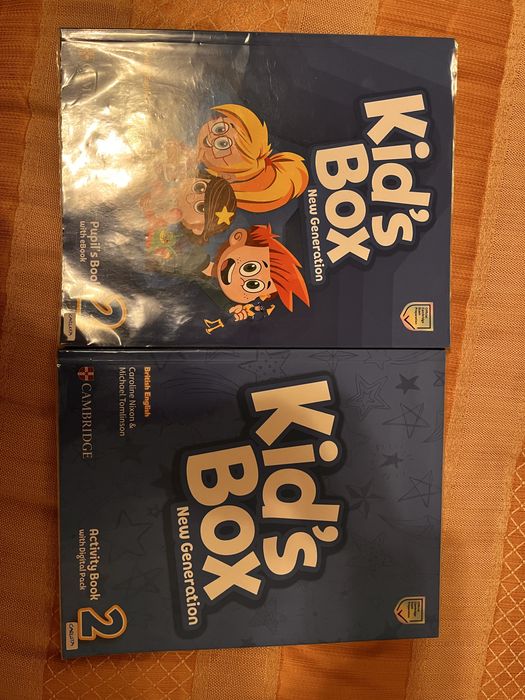 Kid's
Box
New Generation
Pupil's Book
with eBook
2
Kid's
Box
New Generation
British English
Caroline Nixon &
Michael Tomlinson
CAMBRIDGE
Activity Book
with Digital Pack
2